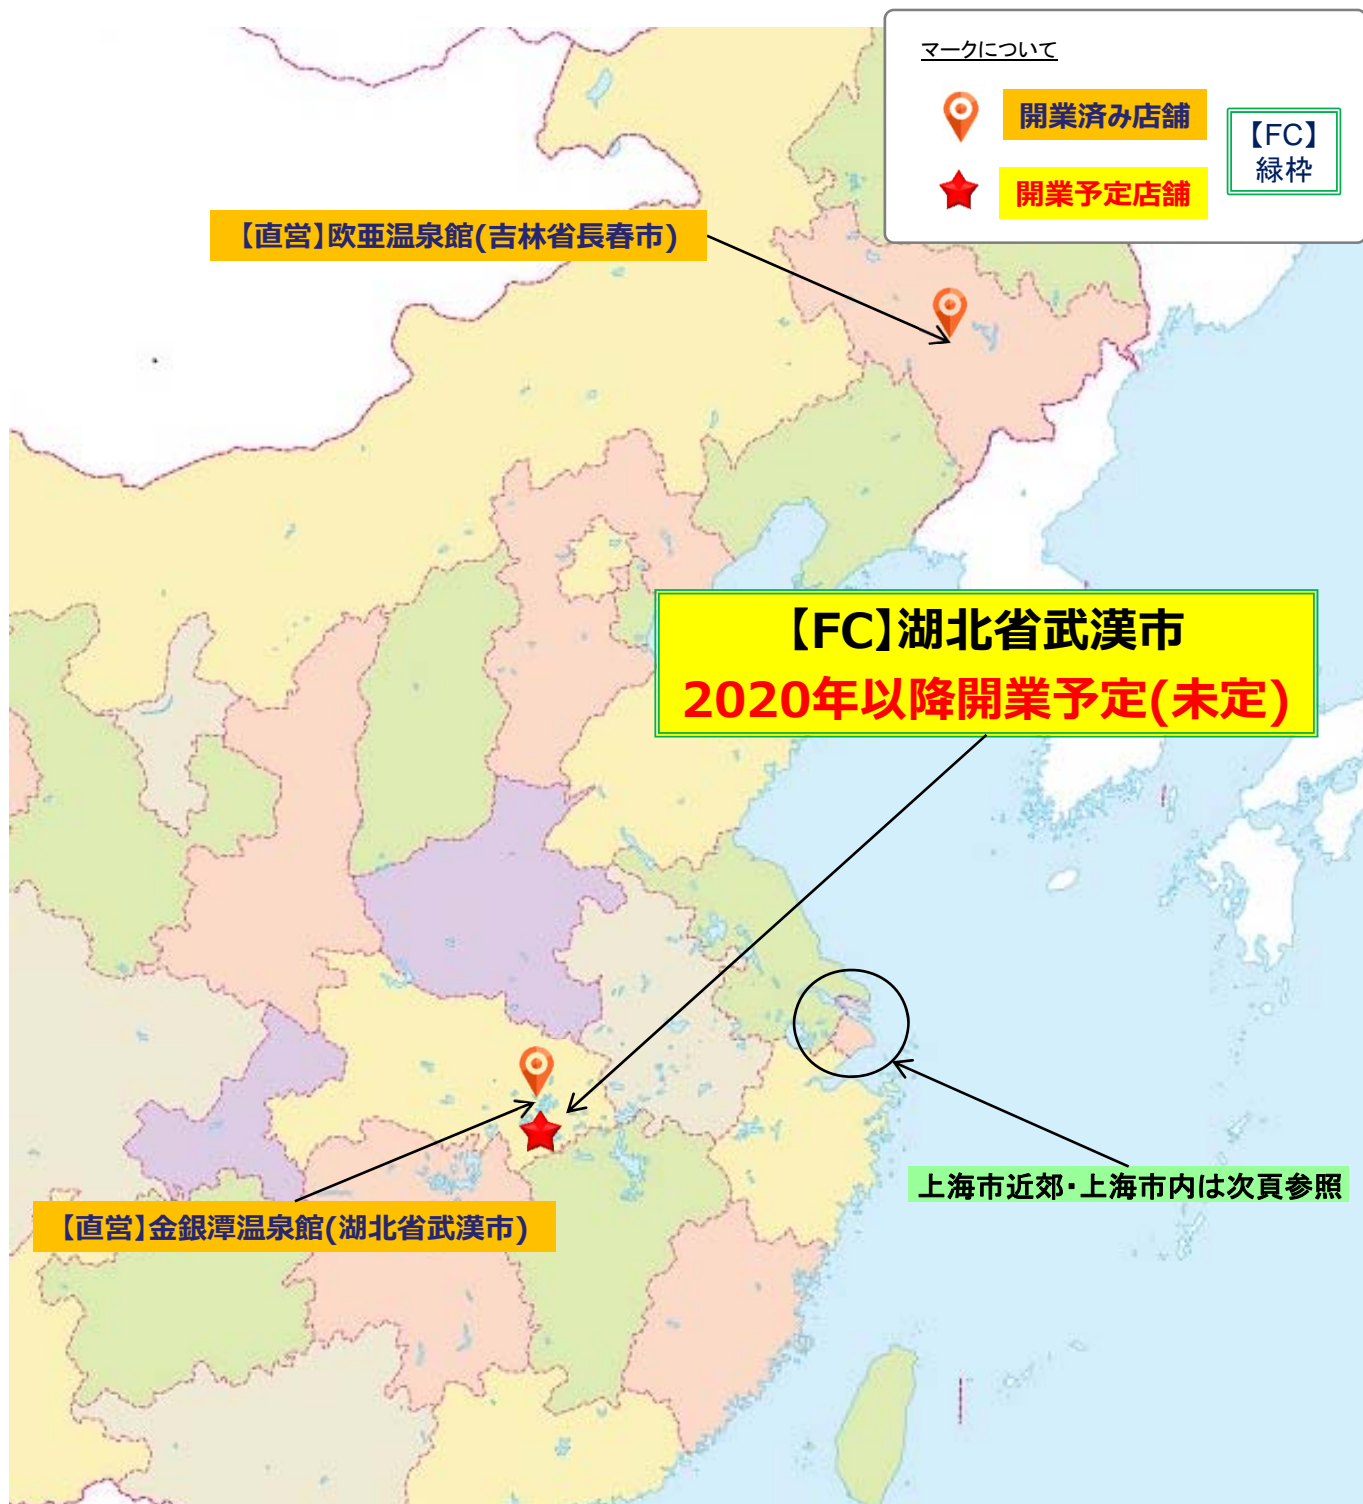 マークについて
開業済み店舗
【FC】
緑枠
開業予定店舗
【直営】欧亜温泉館(吉林省長春市)
【FC】湖北省武漢市
2020年以降開業予定(未定)
上海市近郊・上海市内は次頁参照
【直営】金銀潭温泉館(湖北省武漢市)